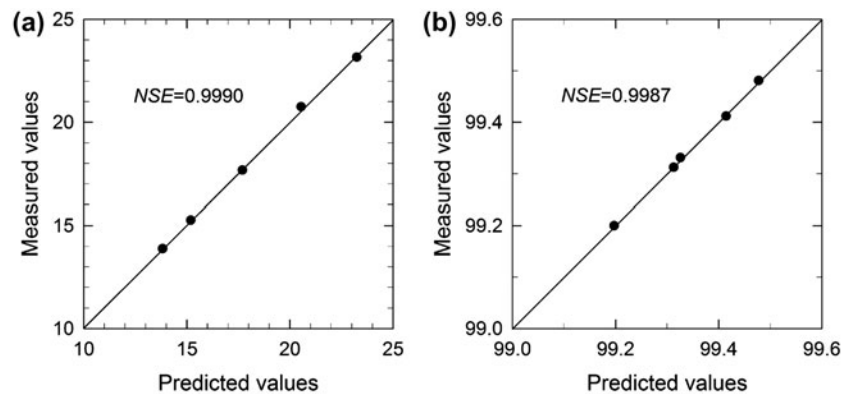 (a)
25
20
15
10
Measured values
NSE=0.9990
10 15 20 25
Predicted values
(b)
99.6
99.4
99.2
99.0
Measured values
NSE=0.9987
99.0 99.2 99.4 99.6
Predicted values